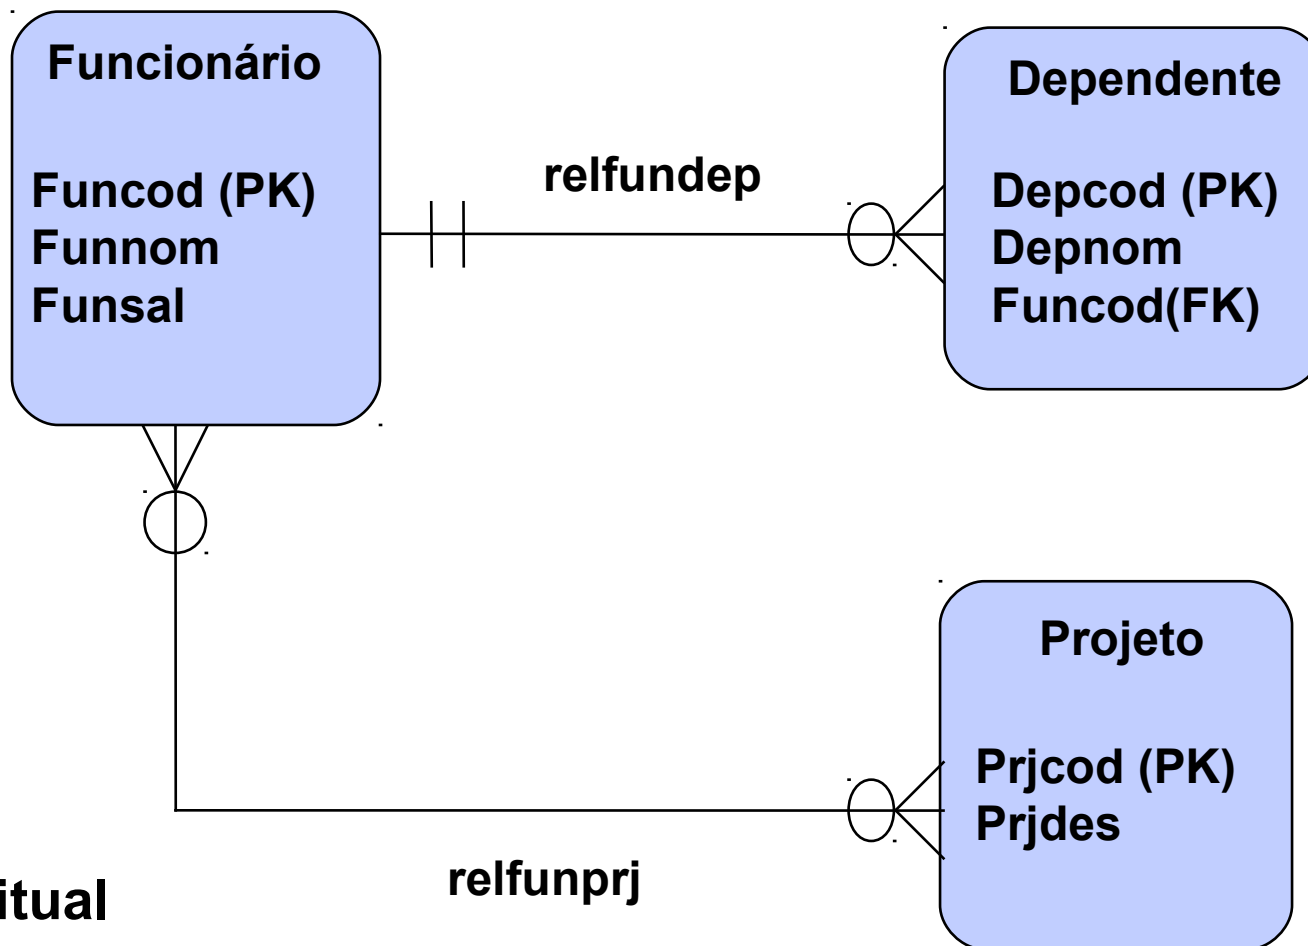 Funcionário
Funcod (PK)
Funnom
Funsal
relfundep
Dependente
Depcod (PK)
Depnom
Funcod(FK)
Projeto
Prjcod (PK)
Prjdes
relfunprj
itual